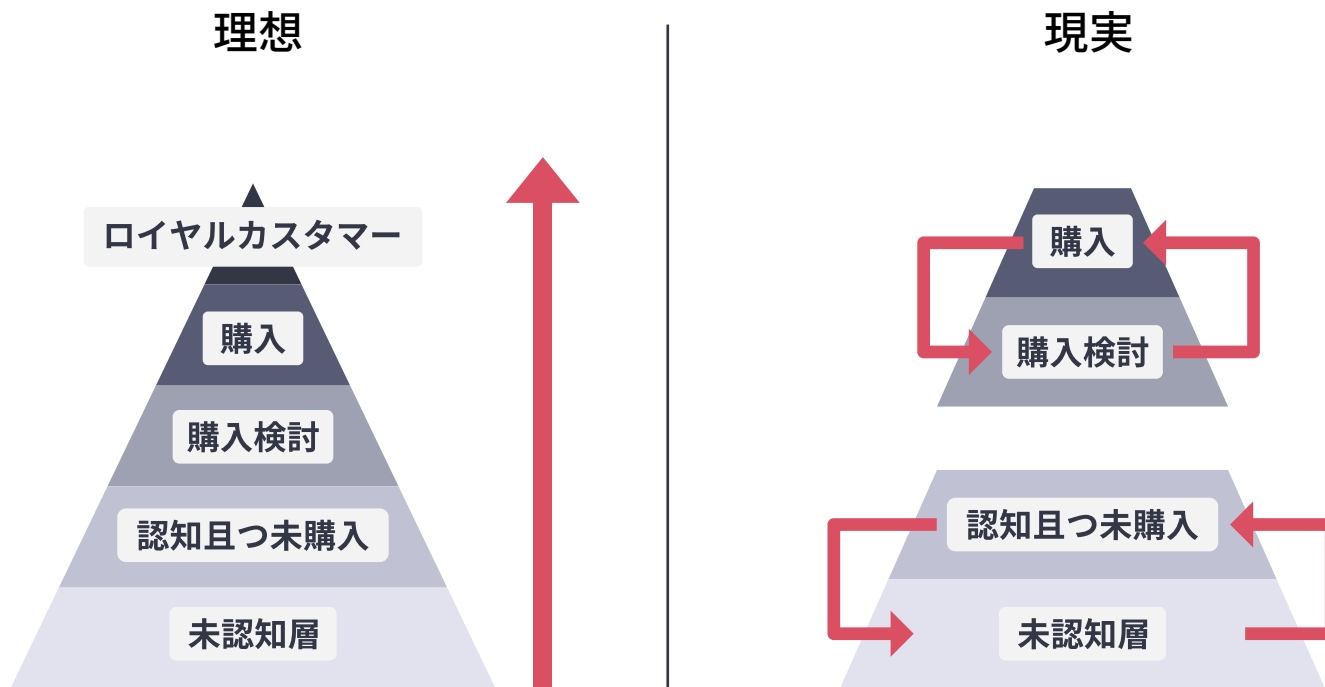 理想
ロイヤルカスタマー
購入
購入検討
認知且つ未購入
未認知層
現実
購入
購入検討
認知且つ未購入
未認知層